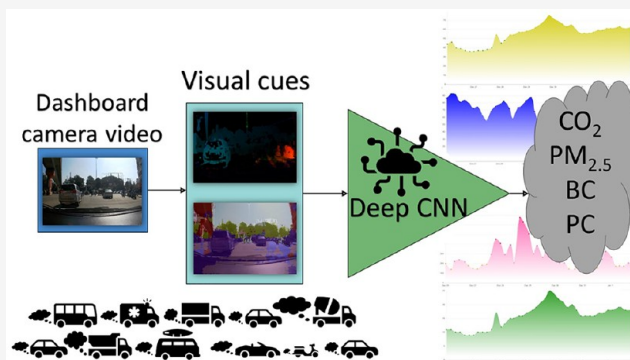 Dashboard
camera video
Visual cues
Deep CNN
CO₂
PM₂.₅
BC
PC